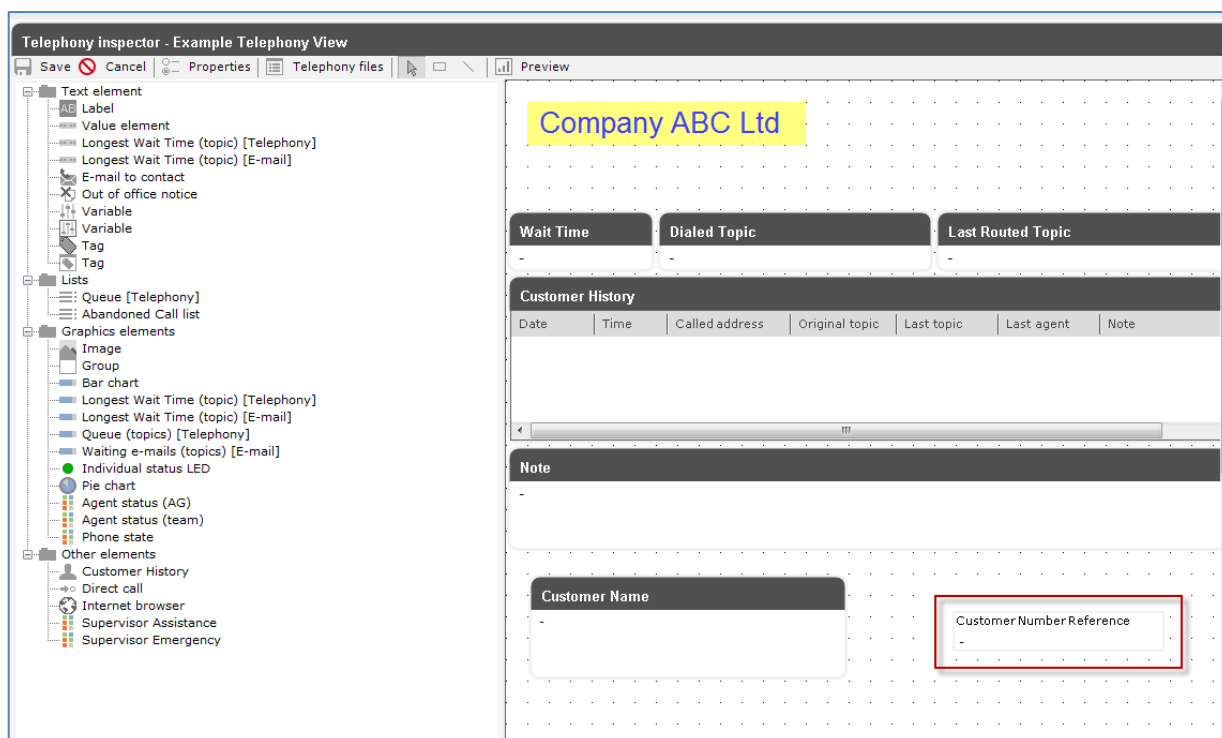 Telephony inspector - Example Telephony View
Save Cancel Properties Telephony files Preview
Text element
AB Label
Value element
Longest Wait Time (topic) [Telephony]
Longest Wait Time (topic) [E-mail]
E-mail to contact
Out of office notice
Variable
Variable
Tag
Tag
Lists
Queue [Telephony]
Abandoned Call list
Graphics elements
Image
Group
Bar chart
Longest Wait Time (topic) [Telephony]
Longest Wait Time (topic) [E-mail]
Queue (topics) [Telephony]
Waiting e-mails (topics) [E-mail]
Individual status LED
Pie chart
Agent status (AG)
Agent status (team)
Phone state
Other elements
Customer History
Direct call
Internet browser
Supervisor Assistance
Supervisor Emergency
Company ABC Ltd
Wait Time Dialed Topic Last Routed Topic
- - -
Customer History
Date Time Called address Original topic Last topic Last agent Note
Note
-
Customer Name
-
Customer Number Reference
-